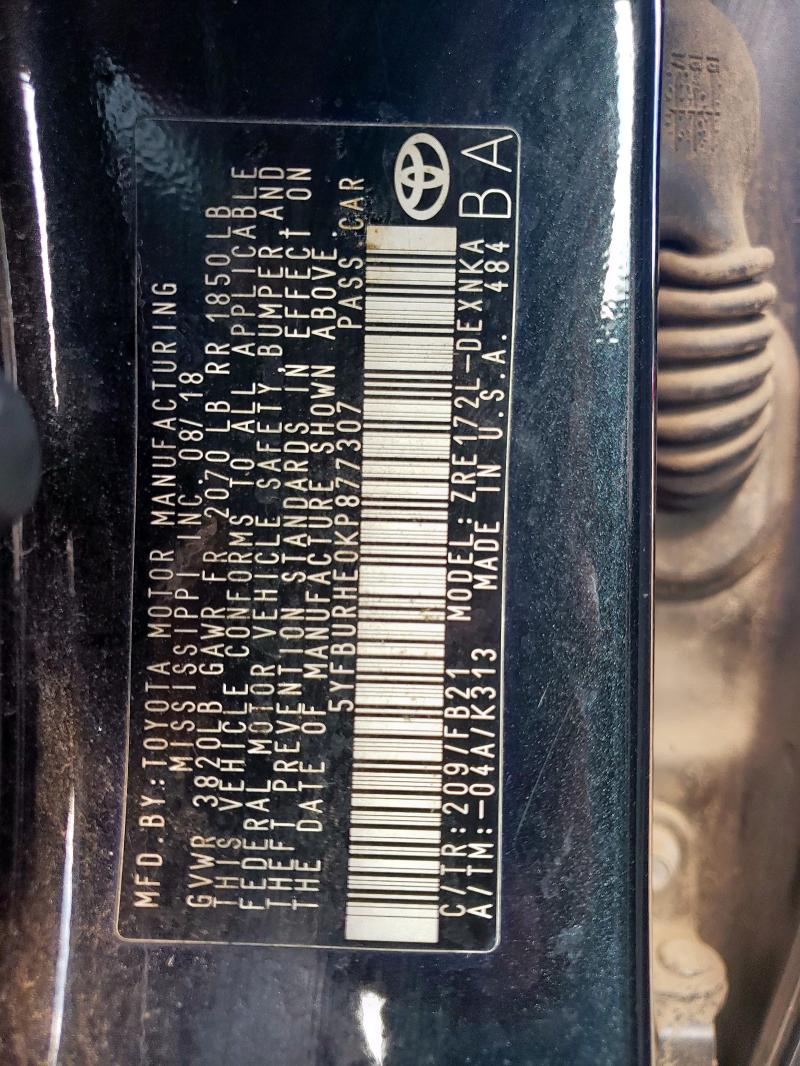 MFD.BY:TOYOTA MOTOR MANUFACTURING
MISSISSIPPI INC 08/18
GVWR 3820LB GAWR FR 2070 LB RR 1850LB
THIS VEHICLE CONFORMS TO ALL APPLICABLE
FEDERAL MOTOR VEHICLE SAFETY,BUMPER AND
THEFT PREVENTION STANDARDS IN EFFECT ON
THE DATE OF MANUFACTURE SHOWN ABOVE.
5YFBURHE0KP877307 PASS.CAR
C/TR:209/FB21 MODEL:ZRE172L-DEXNKA
A/TM:-04A/K313 MADE IN U.S.A. 484
BA